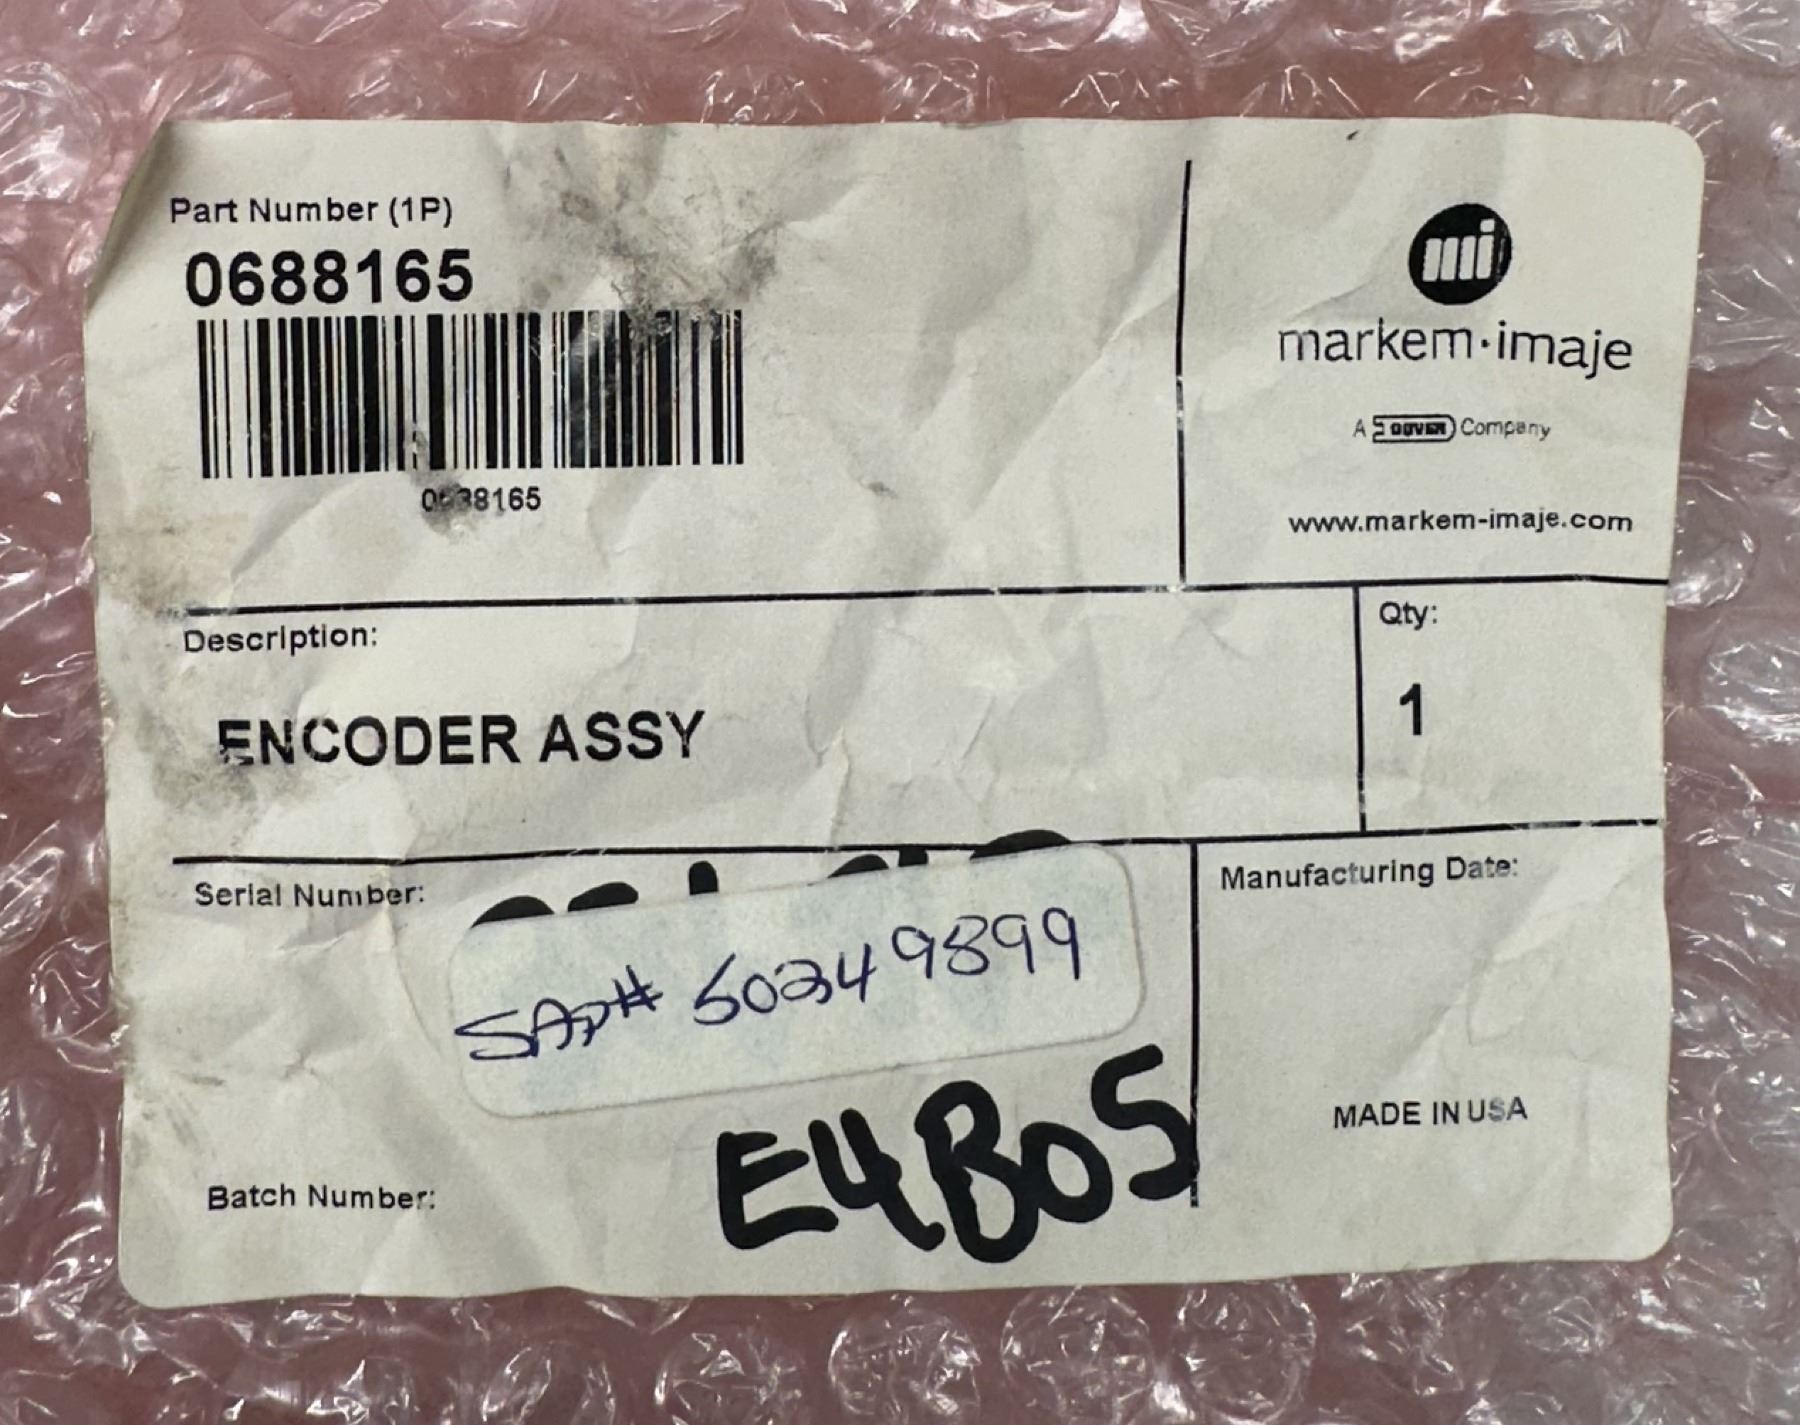 Part Number (1P)
0688165
0688165
markem·imaje
A DOVER Company
www.markem-imaje.com
Description:
ENCODER ASSY
Qty:
1
Serial Number:
SAP# 50249899
E4B05
Batch Number:
Manufacturing Date:
MADE IN USA